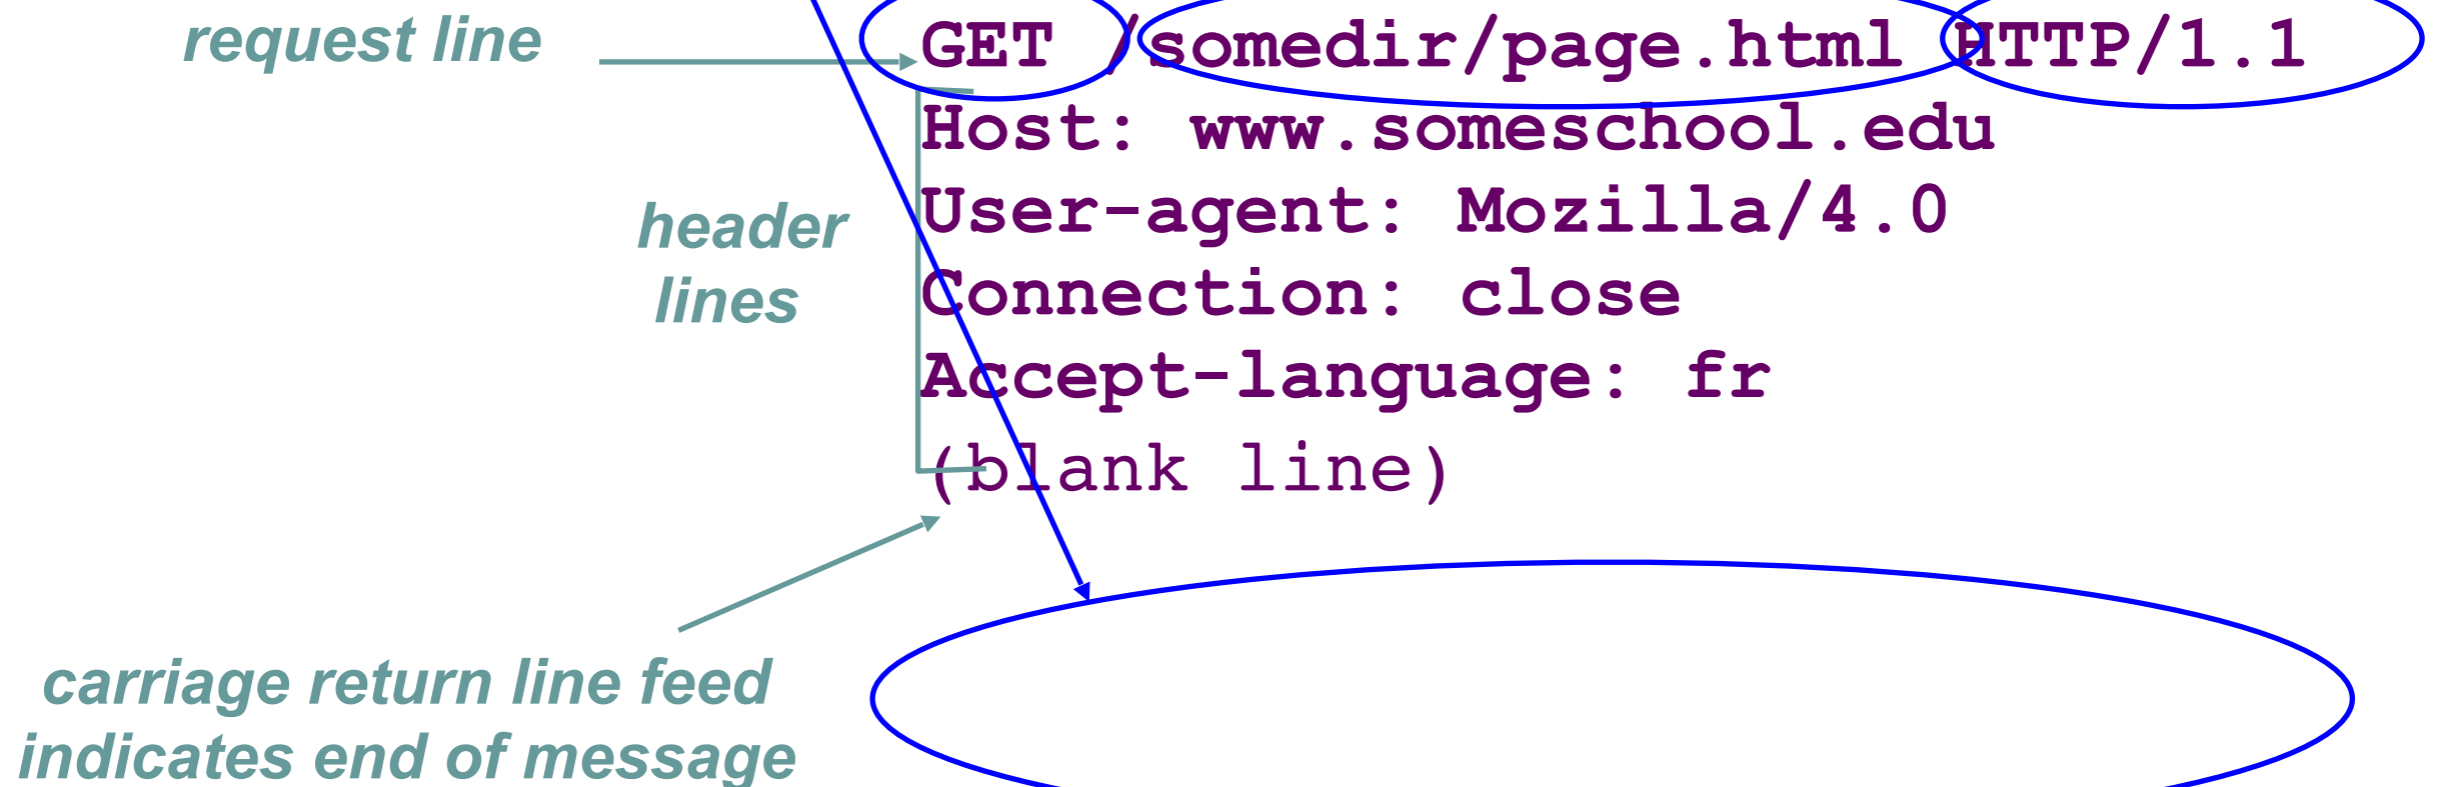 request line
GET /somedir/page.html HTTP/1.1
Host: www.someschool.edu
User-agent: Mozilla/4.0
header
lines
Connection: close
Accept-language: fr
(blank line)
carriage return line feed
indicates end of message